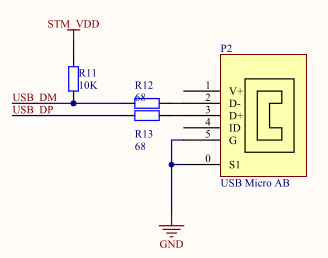 STM_VDD
P2
R11
10K
R12
68
USB_DM
USB_DP
R13
68
1
2
3
4
5
0
V+
D-
D+
ID
G
S1
USB Micro AB
GND